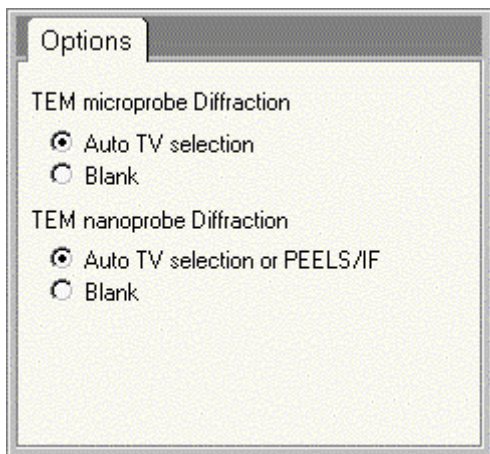 Options
TEM microprobe Diffraction
Auto TV selection
Blank
TEM nanoprobe Diffraction
Auto TV selection or PEELS/IF
Blank